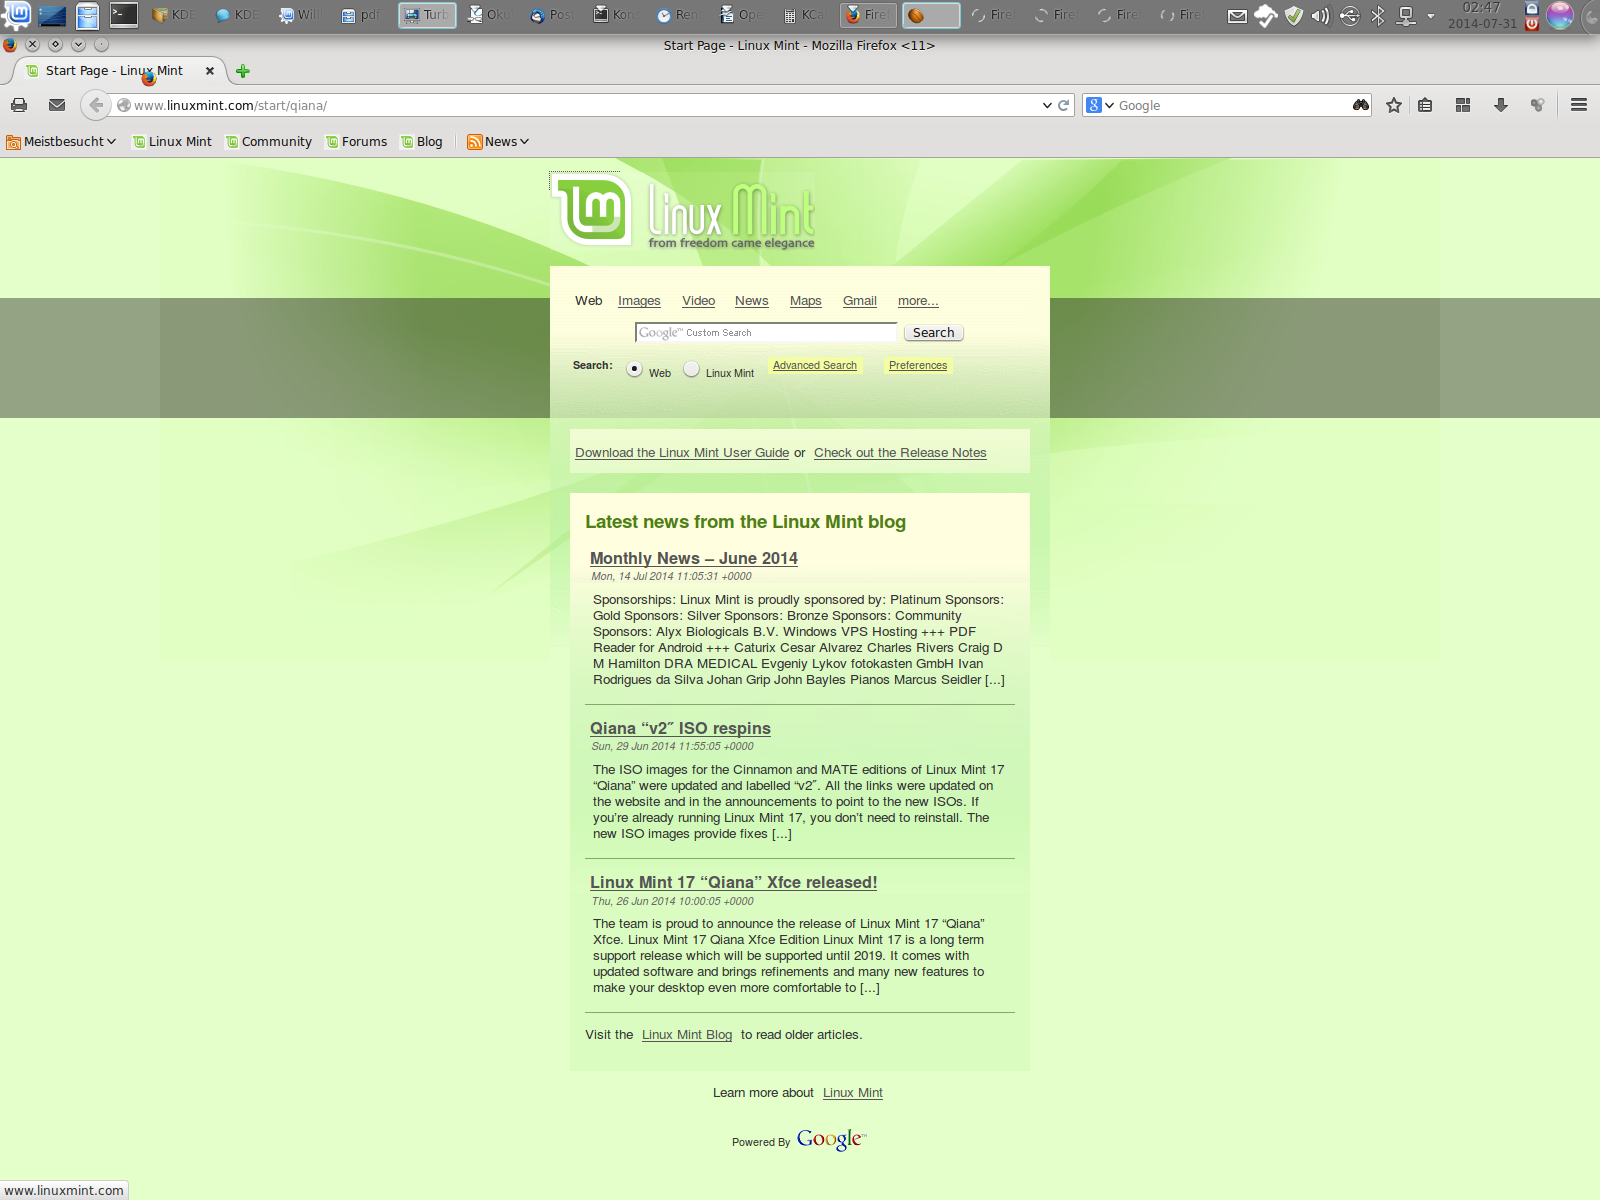 KDE
KDE
Will
pdf
Turb
Oku
Post
Kon
Ren
Ope
KCa
Firef
Firef
Firef
Firef
Firef
02:47
2014-07-31
Start Page - Linux Mint - Mozilla Firefox <11>
Start Page - Linux Mint
www.linuxmint.com/start/qiana/
Google
Meistbesucht
Linux Mint
Community
Forums
Blog
News
Linux Mint
from freedom came elegance
Web Images Video News Maps Gmail more...
Google™ Custom Search
Search
Search: Web Linux Mint Advanced Search Preferences
Download the Linux Mint User Guide or Check out the Release Notes
Latest news from the Linux Mint blog
Monthly News – June 2014
Mon, 14 Jul 2014 11:05:31 +0000
Sponsorships: Linux Mint is proudly sponsored by: Platinum Sponsors:
Gold Sponsors: Silver Sponsors: Bronze Sponsors: Community
Sponsors: Alyx Biologicals B.V. Windows VPS Hosting +++ PDF
Reader for Android +++ Caturix Cesar Alvarez Charles Rivers Craig D
M Hamilton DRA MEDICAL Evgeniy Lykov fotokasten GmbH Ivan
Rodrigues da Silva Johan Grip John Bayles Pianos Marcus Seidler [...]
Qiana “v2″ ISO respins
Sun, 29 Jun 2014 11:55:05 +0000
The ISO images for the Cinnamon and MATE editions of Linux Mint 17
“Qiana” were updated and labelled “v2″. All the links were updated on
the website and in the announcements to point to the new ISOs. If
you’re already running Linux Mint 17, you don’t need to reinstall. The
new ISO images provide fixes [...]
Linux Mint 17 “Qiana” Xfce released!
Thu, 26 Jun 2014 10:00:05 +0000
The team is proud to announce the release of Linux Mint 17 “Qiana”
Xfce. Linux Mint 17 Qiana Xfce Edition Linux Mint 17 is a long term
support release which will be supported until 2019. It comes with
updated software and brings refinements and many new features to
make your desktop even more comfortable to [...]
Visit the Linux Mint Blog to read older articles.
Learn more about Linux Mint
Powered By Google™
www.linuxmint.com